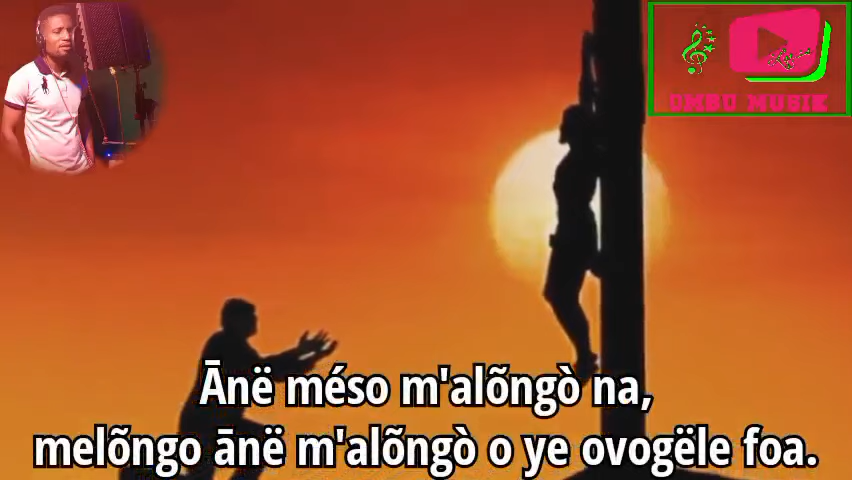 OMBU MUSIK
Ānë méso m'alõngò na,
melõngo ānë m'alõngò o ye ovogële foa.